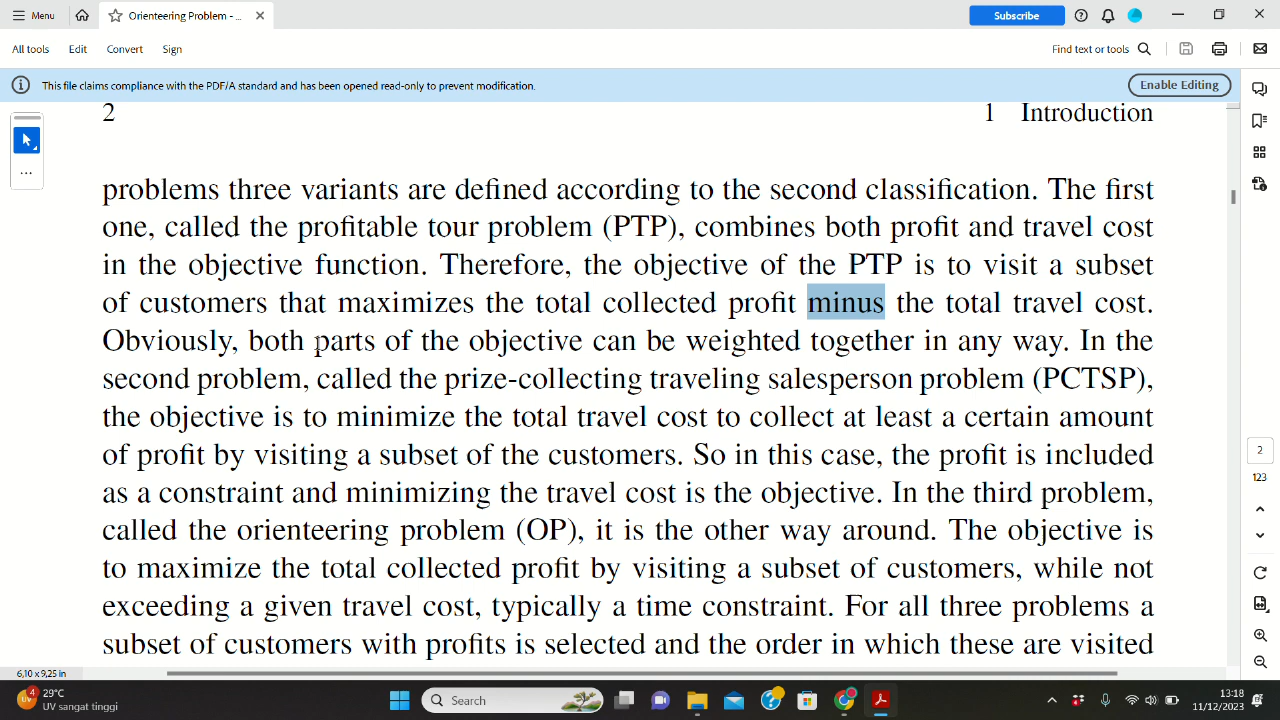 Menu
Orienteering Problem - ...
Subscribe
All tools
Edit
Convert
Sign
Find text or tools
This file claims compliance with the PDF/A standard and has been opened read-only to prevent modification.
Enable Editing
2
1 Introduction
problems three variants are defined according to the second classification. The first
one, called the profitable tour problem (PTP), combines both profit and travel cost
in the objective function. Therefore, the objective of the PTP is to visit a subset
of customers that maximizes the total collected profit minus the total travel cost.
Obviously, both parts of the objective can be weighted together in any way. In the
second problem, called the prize-collecting traveling salesperson problem (PCTSP),
the objective is to minimize the total travel cost to collect at least a certain amount
of profit by visiting a subset of the customers. So in this case, the profit is included
as a constraint and minimizing the travel cost is the objective. In the third problem,
called the orienteering problem (OP), it is the other way around. The objective is
to maximize the total collected profit by visiting a subset of customers, while not
exceeding a given travel cost, typically a time constraint. For all three problems a
subset of customers with profits is selected and the order in which these are visited
2
123
6,10 x 9,25 in
UV
4
29°C
UV sangat tinggi
Search
13:18
11/12/2023